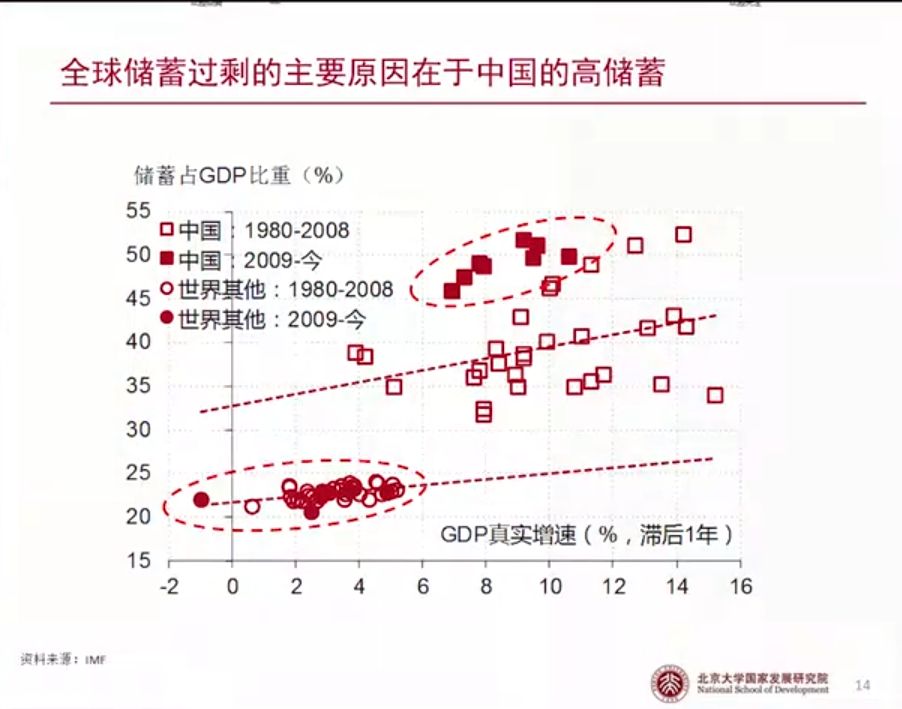 全球储蓄过剩的主要原因在于中国的高储蓄
储蓄占GDP比重（%）
55
50
45
40
35
30
25
20
15
中国：1980-2008
中国：2009-今
世界其他：1980-2008
世界其他：2009-今
GDP真实增速（%，滞后1年）
-2 0 2 4 6 8 10 12 14 16
资料来源：IMF
北京大学国家发展研究院
National School of Development
14